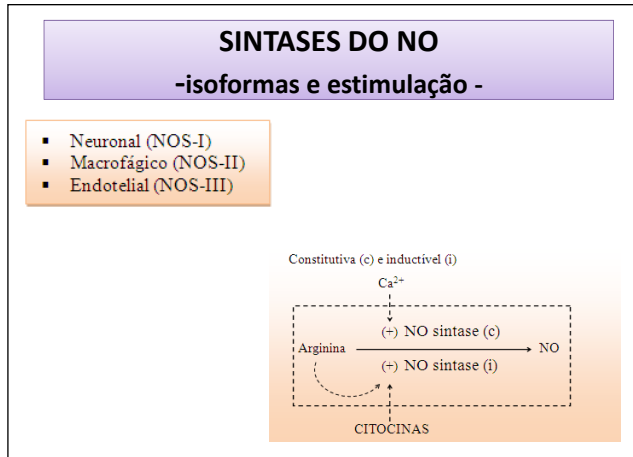 SINTASES DO NO
-isoformas e estimulação -
▪ Neuronal (NOS-I)
▪ Macrofágico (NOS-II)
▪ Endotelial (NOS-III)
Constitutiva (c) e inductível (i)
Ca²⁺
(+) NO sintase (c)
Arginina
NO
(+) NO sintase (i)
CITOCINAS